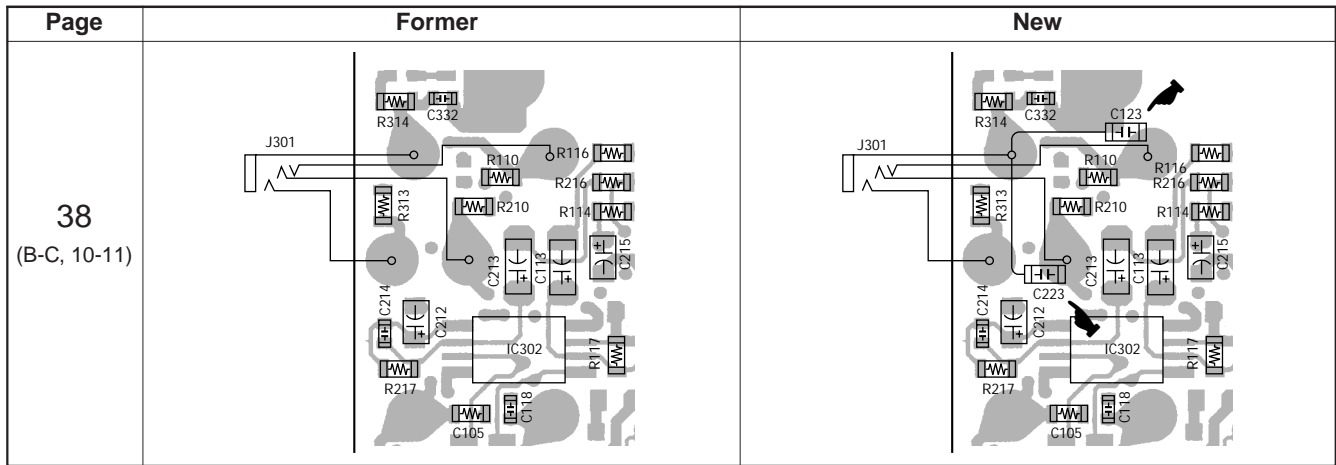 Page Former New
38
(B-C, 10-11)
R314
C332
J301
R110
R116
R216
R313
R210
R114
C213
C113
C215
C214
C212
IC302
R117
R217
C118
C105
R314
C332
C123
J301
R110
R116
R216
R313
R210
R114
C213
C113
C215
C223
C214
C212
IC302
R117
R217
C118
C105